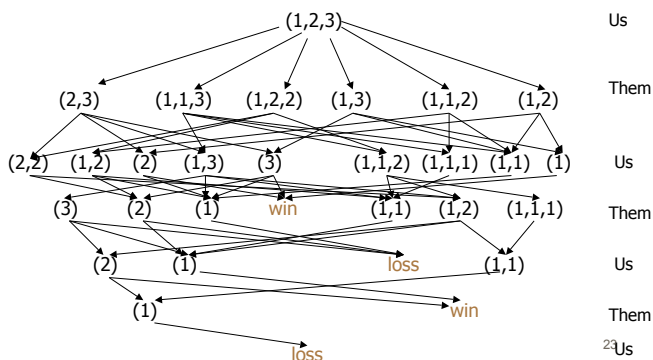 (1,2,3) Us
(2,3) (1,1,3) (1,2,2) (1,3) (1,1,2) (1,2) Them
(2,2) (1,2) (2) (1,3) (3) (1,1,2) (1,1,1) (1,1) (1) Us
(3) (2) (1) win (1,1) (1,2) (1,1,1) Them
(2) (1) loss (1,1) Us
(1) win Them
loss 23 Us